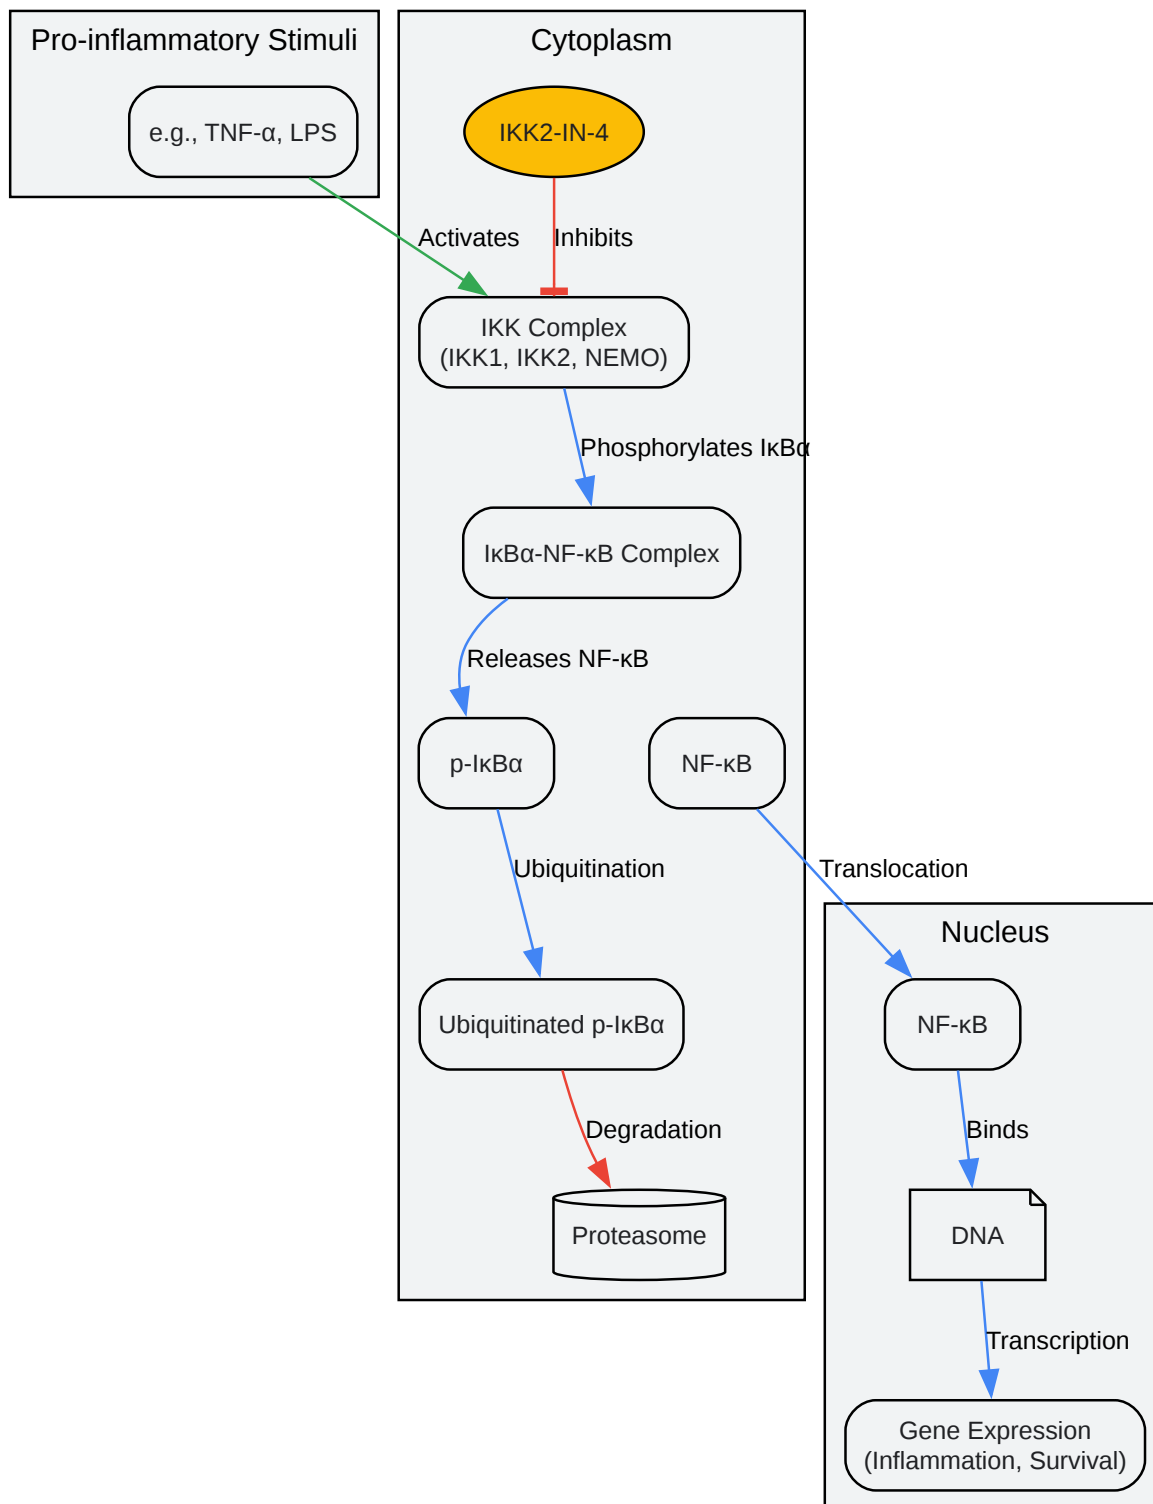 Pro-inflammatory Stimuli
e.g., TNF-α, LPS
Cytoplasm
IKK2-IN-4
Activates
Inhibits
IKK Complex
(IKK1, IKK2, NEMO)
Phosphorylates IκBα
IκBα-NF-κB Complex
Releases NF-κB
p-IκBα
NF-κB
Ubiquitination
Translocation
Ubiquitinated p-IκBα
Degradation
Proteasome
Nucleus
NF-κB
Binds
DNA
Transcription
Gene Expression
(Inflammation, Survival)